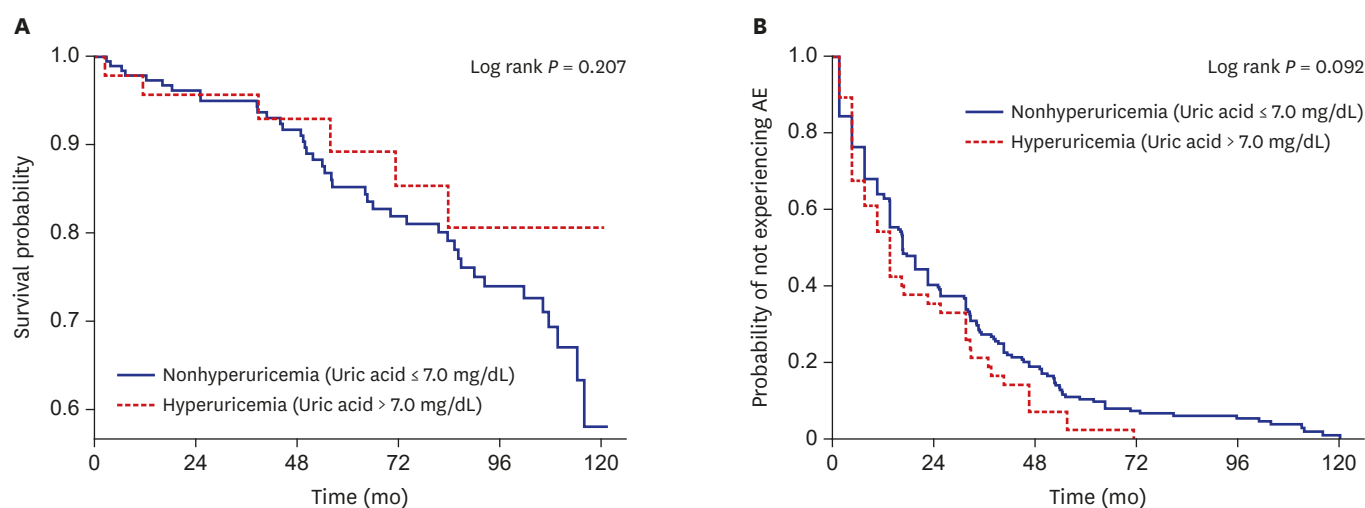 A
Log rank P = 0.207
Survival probability
1.0
0.9
0.8
0.7
0.6
Nonhyperuricemia (Uric acid ≤ 7.0 mg/dL)
Hyperuricemia (Uric acid > 7.0 mg/dL)
0 24 48 72 96 120
Time (mo)
B
Log rank P = 0.092
Nonhyperuricemia (Uric acid ≤ 7.0 mg/dL)
Hyperuricemia (Uric acid > 7.0 mg/dL)
Probability of not experiencing AE
1.0
0.8
0.6
0.4
0.2
0
0 24 48 72 96 120
Time (mo)